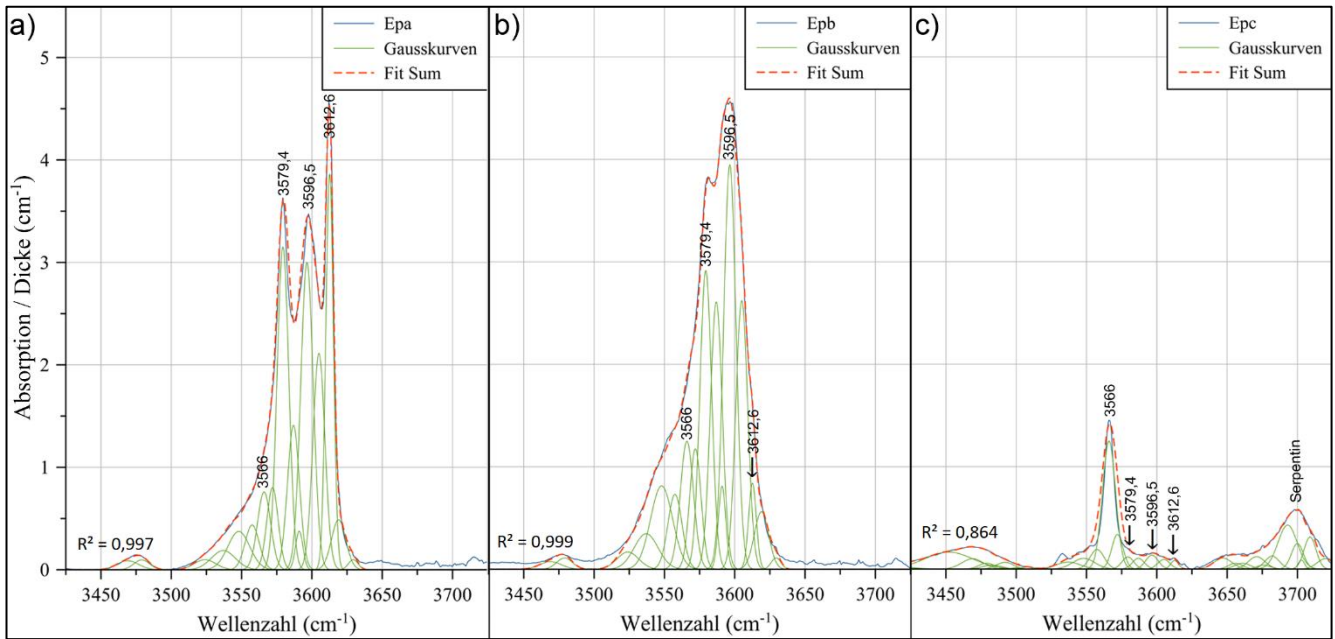 a)
Epa
Gausskurven
Fit Sum
5
4
3
2
1
0
Absorption / Dicke (cm⁻¹)
3566
3579,4
3596,5
3612,6
R² = 0,997
3450
3500
3550
3600
3650
3700
Wellenzahl (cm⁻¹)
b)
Epb
Gausskurven
Fit Sum
3566
3579,4
3596,5
3612,6
R² = 0,999
3450
3500
3550
3600
3650
3700
Wellenzahl (cm⁻¹)
c)
Epc
Gausskurven
Fit Sum
3566
3579,4
3596,5
3612,6
Serpentin
R² = 0,864
3450
3500
3550
3600
3650
3700
Wellenzahl (cm⁻¹)